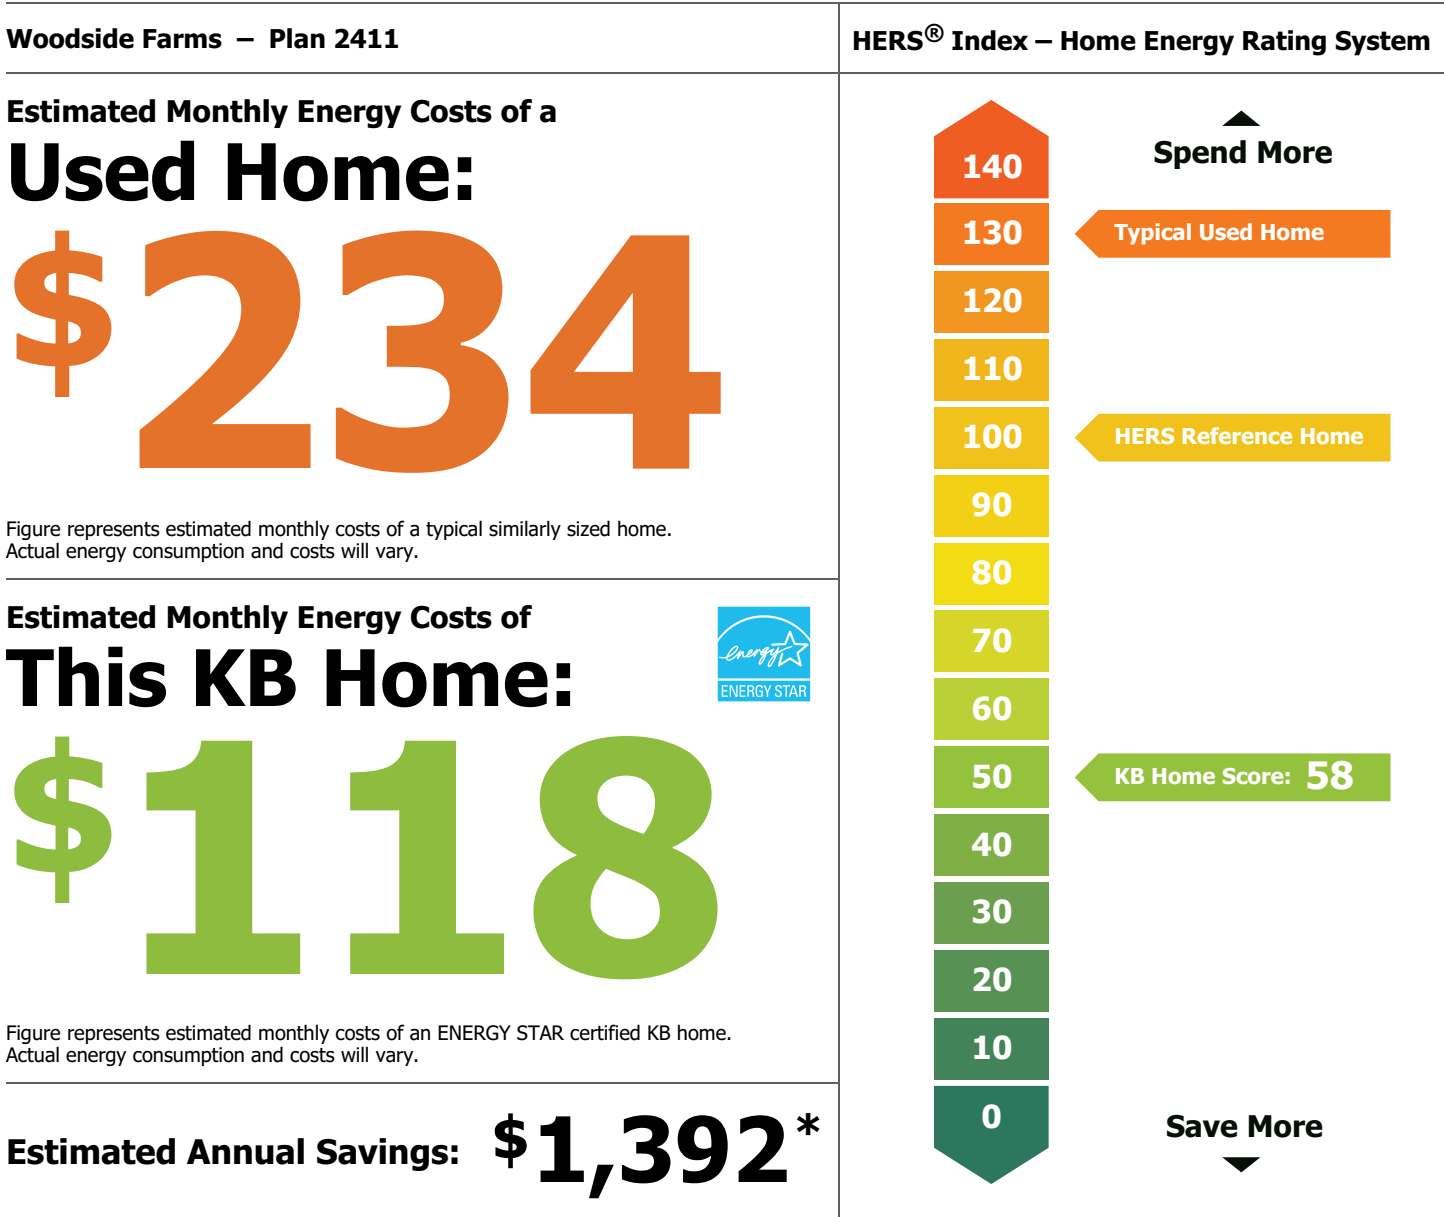 Woodside Farms – Plan 2411
Estimated Monthly Energy Costs of a
Used Home:
$234
Figure represents estimated monthly costs of a typical similarly sized home.
Actual energy consumption and costs will vary.
Estimated Monthly Energy Costs of
This KB Home:
energy
ENERGY STAR
$118
Figure represents estimated monthly costs of an ENERGY STAR certified KB home.
Actual energy consumption and costs will vary.
Estimated Annual Savings: $1,392*
HERS® Index – Home Energy Rating System
Spend More
140
130 Typical Used Home
120
110
100 HERS Reference Home
90
80
70
60
50 KB Home Score: 58
40
30
20
10
0
Save More